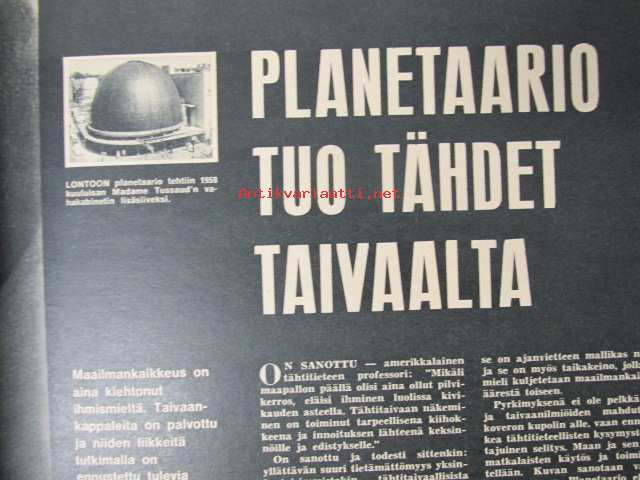 PLANETAARIO
TUO TÄHDET
TAIVAALTA
LONTOON planetaario tehtiin 1958
kuuluisan Madame Tussaud'n va-
hakabinetin lisäsiiveksi.
Antikvariaatti.net
Maailmankaikkeus on
aina kiehtonut
ihmismieltä. Taivaan-
kappaleita on palvottu
ja niiden liikkeitä
tutkimalla on
ennustettu tulevia
ON SANOTTU — amerikkalainen
tähtitieteen professori: "Mikäli
maapallon päällä olisi aina ollut pilvi-
kerros, eläisi ihminen luolissa kivi-
kauden asteella. Tähtitaivaan näkemi-
nen on toiminut tarpeellisena kiihok-
keena ja innoituksen lähteenä keksin-
nöille ja edistykselle."
On sanottu ja todesti sittenkin:
yllättävän suuri tietämättömyys yksin-
tähtitaivaallisista
se on ajanvietteen mallikas
ja se on myös taikakeino,
mieli kuljetetaan
äärestä toiseen.
Pyrkimyksenä ei ole
ja taivaanilmiöiden
koveron kupolin alle, vaan
kea tähtitieteellisten
tajuinen selitys. Maan ja
matkalaisten käytös ja
tellään. Kuvan sanotaan